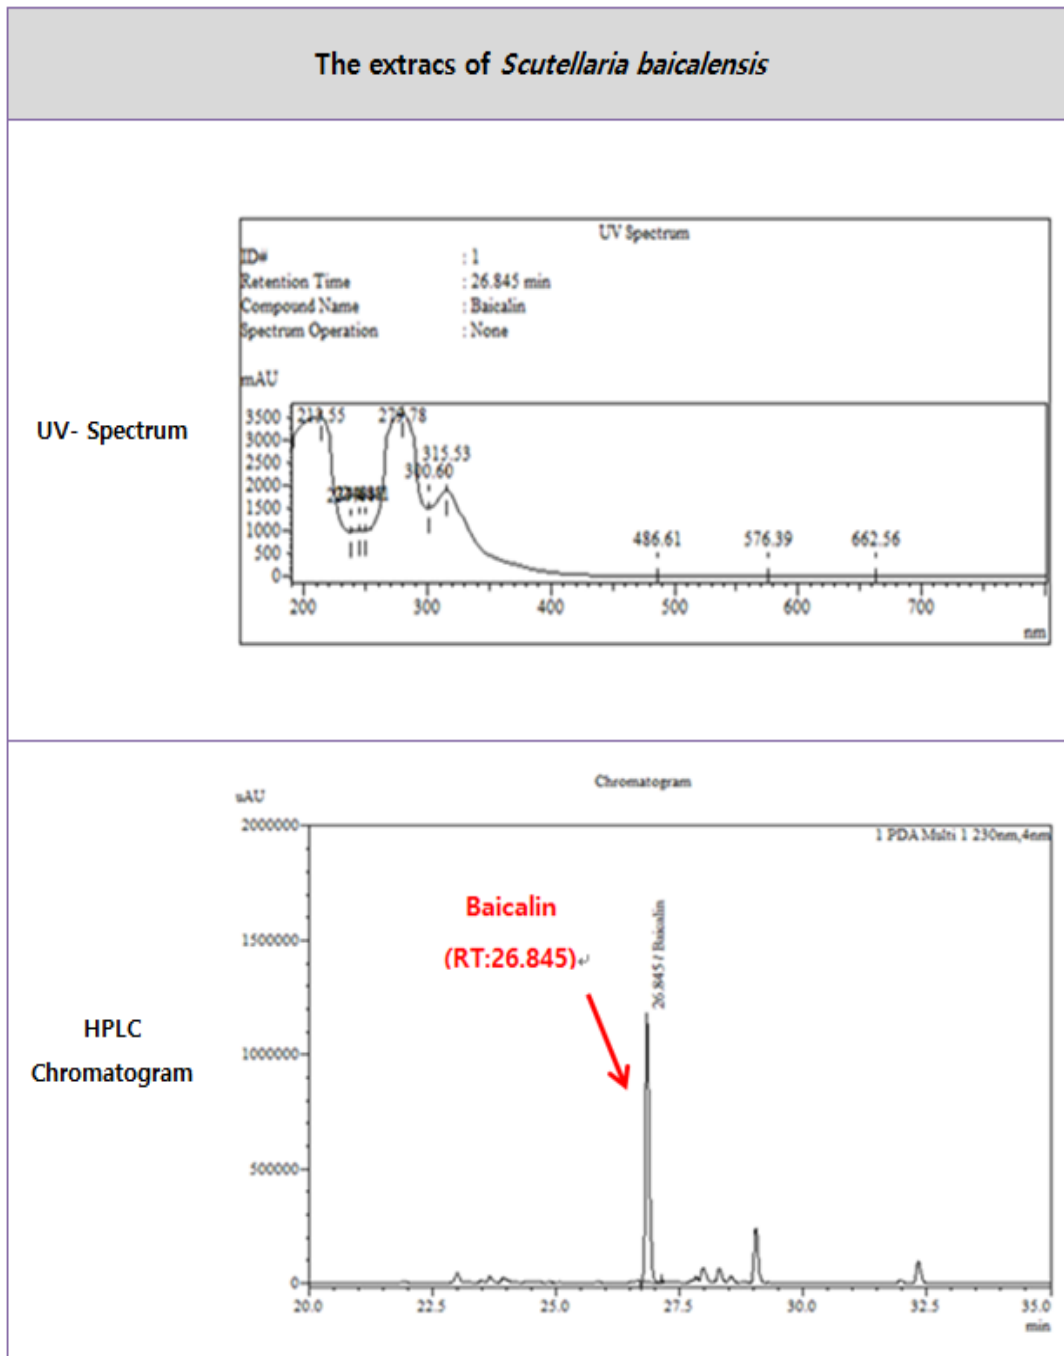 The extracs of Scutellaria baicalensis
UV- Spectrum
UV Spectrum
ID# : 1
Retention Time : 26.845 min
Compound Name : Baicalin
Spectrum Operation : None
mAU
3500
3000
2500
2000
1500
1000
500
0
279.78
315.53
300.60
486.61
576.39
662.56
200 300 400 500 600 700
nm
HPLC
Chromatogram
Chromatogram
uAU
1 PDA Multi 1 230nm,4nm
2000000
1500000
1000000
500000
0
Baicalin
(RT:26.845)
26.845 / Baicalin
20.0 22.5 25.0 27.5 30.0 32.5 35.0
min